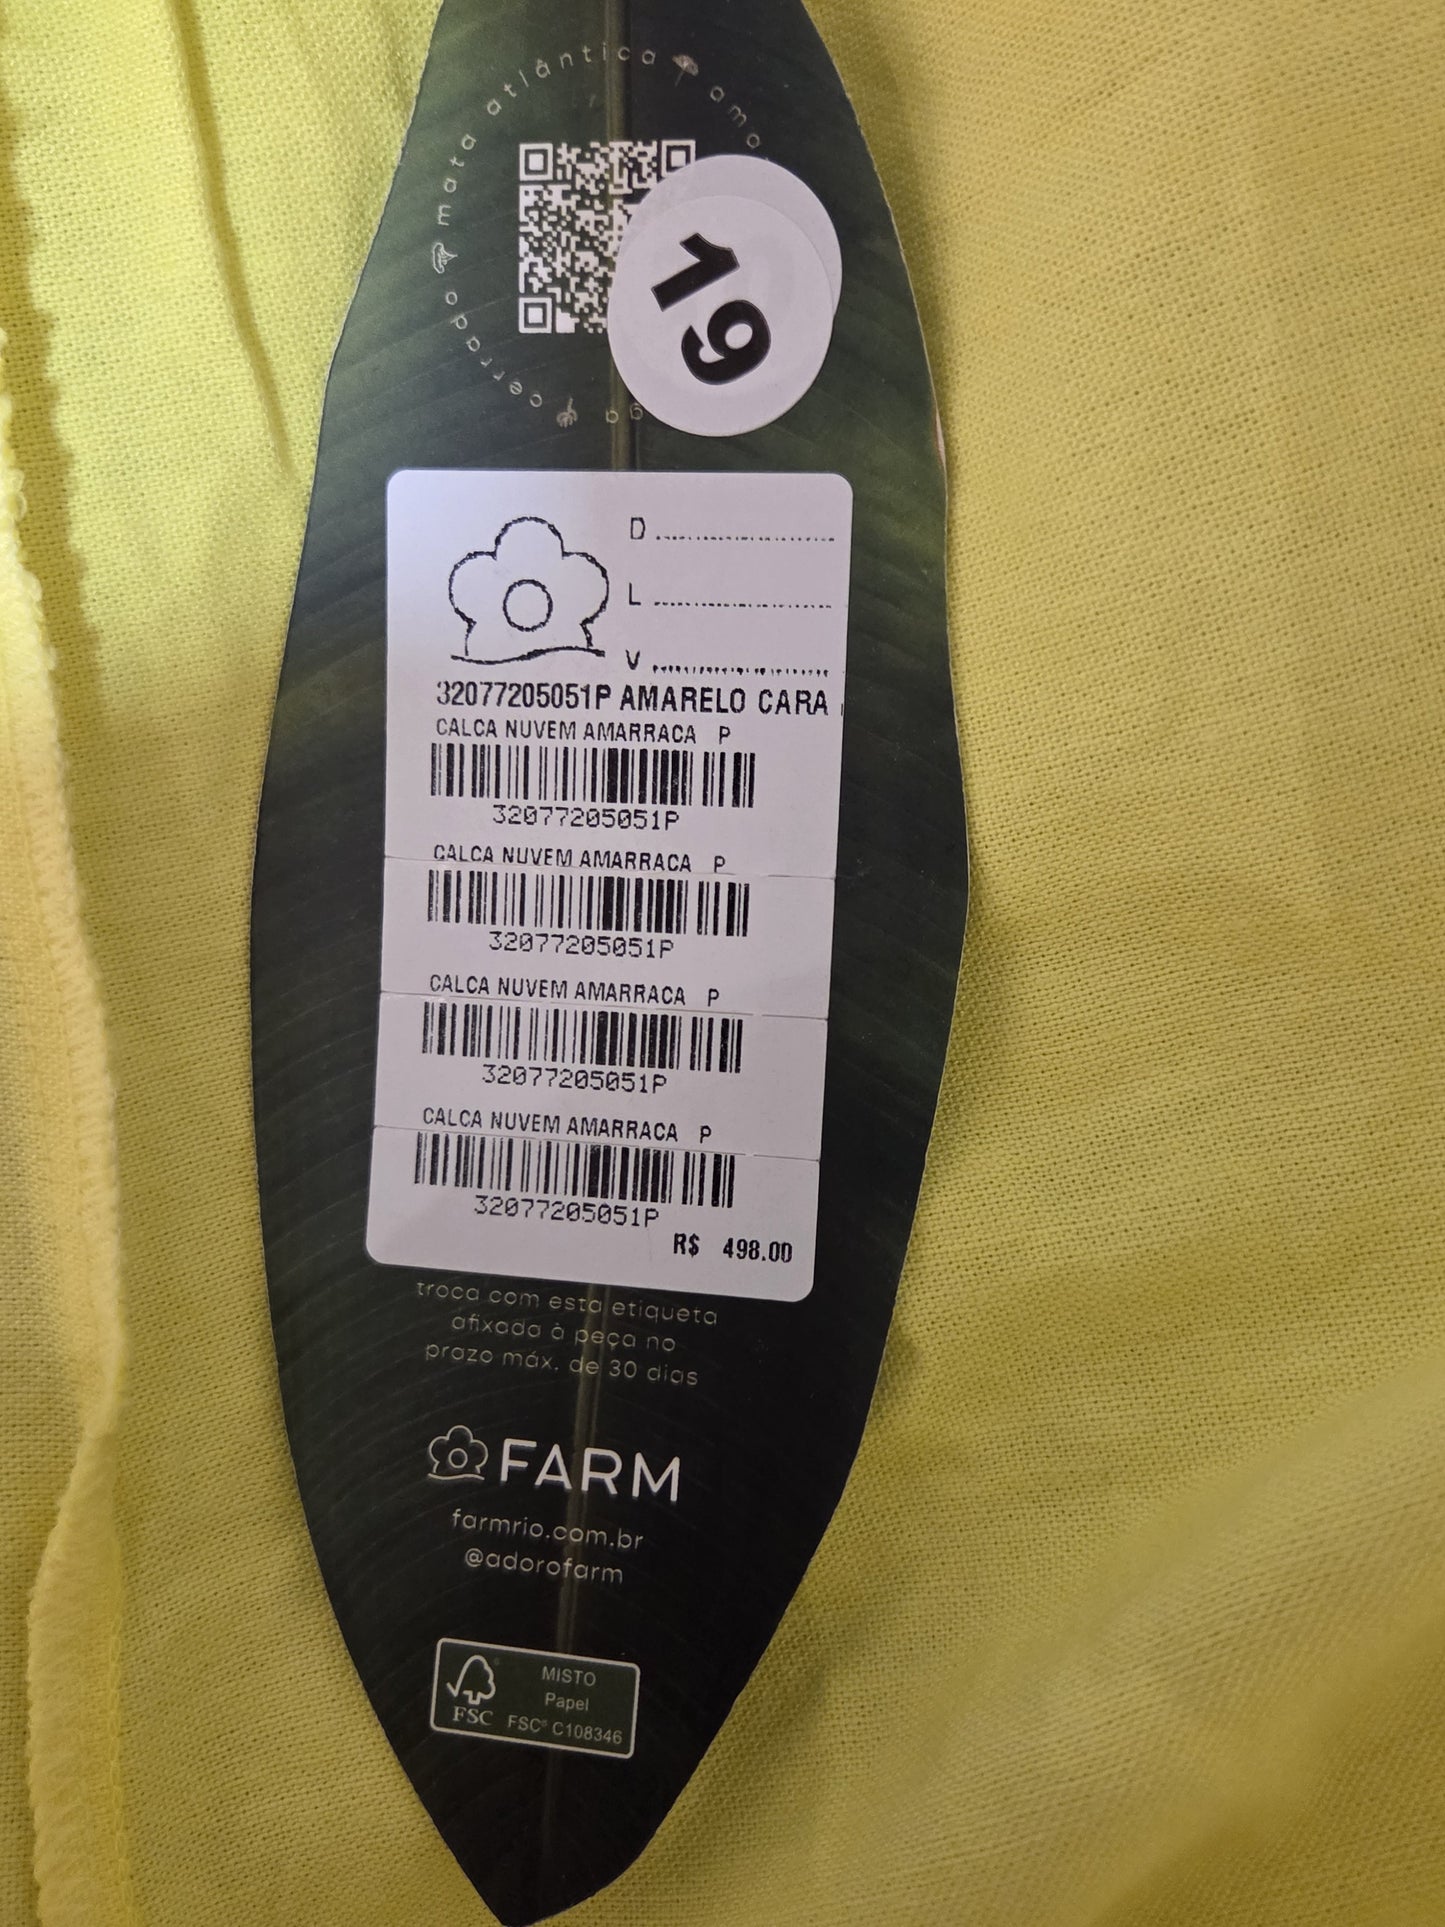 mata atlântica
cerrado
19
D
L
V
32077205051P AMARELO CARA
CALCA NUVEM AMARRACA P
32077205051P
CALCA NUVEM AMARRACA P
32077205051P
CALCA NUVEM AMARRACA P
32077205051P
CALCA NUVEM AMARRACA P
32077205051P
R$ 498.00
troca com esta etiqueta
afixada à peça no
prazo máx. de 30 dias
FARM
farmrio.com.br
@adorofarm
MISTO
Papel
FSC
FSC® C108346